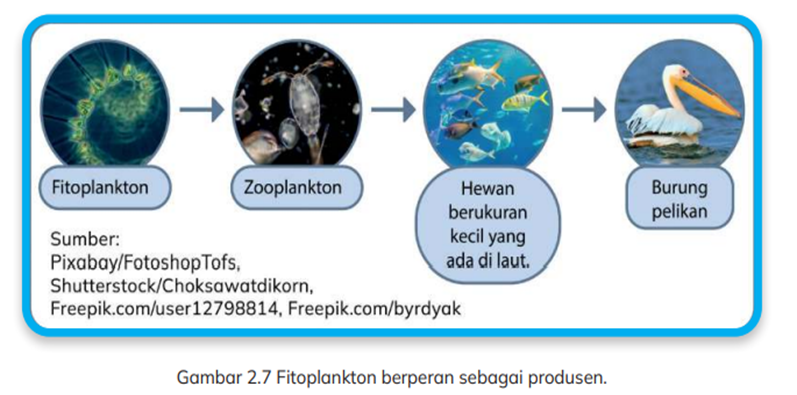 Fitoplankton
Zooplankton
Hewan
berukuran
kecil yang
ada di laut.
Burung
pelikan
Sumber:
Pixabay/FotoshopTofs,
Shutterstock/Choksawatdikorn,
Freepik.com/user12798814, Freepik.com/byrdyak
Gambar 2.7 Fitoplankton berperan sebagai produsen.